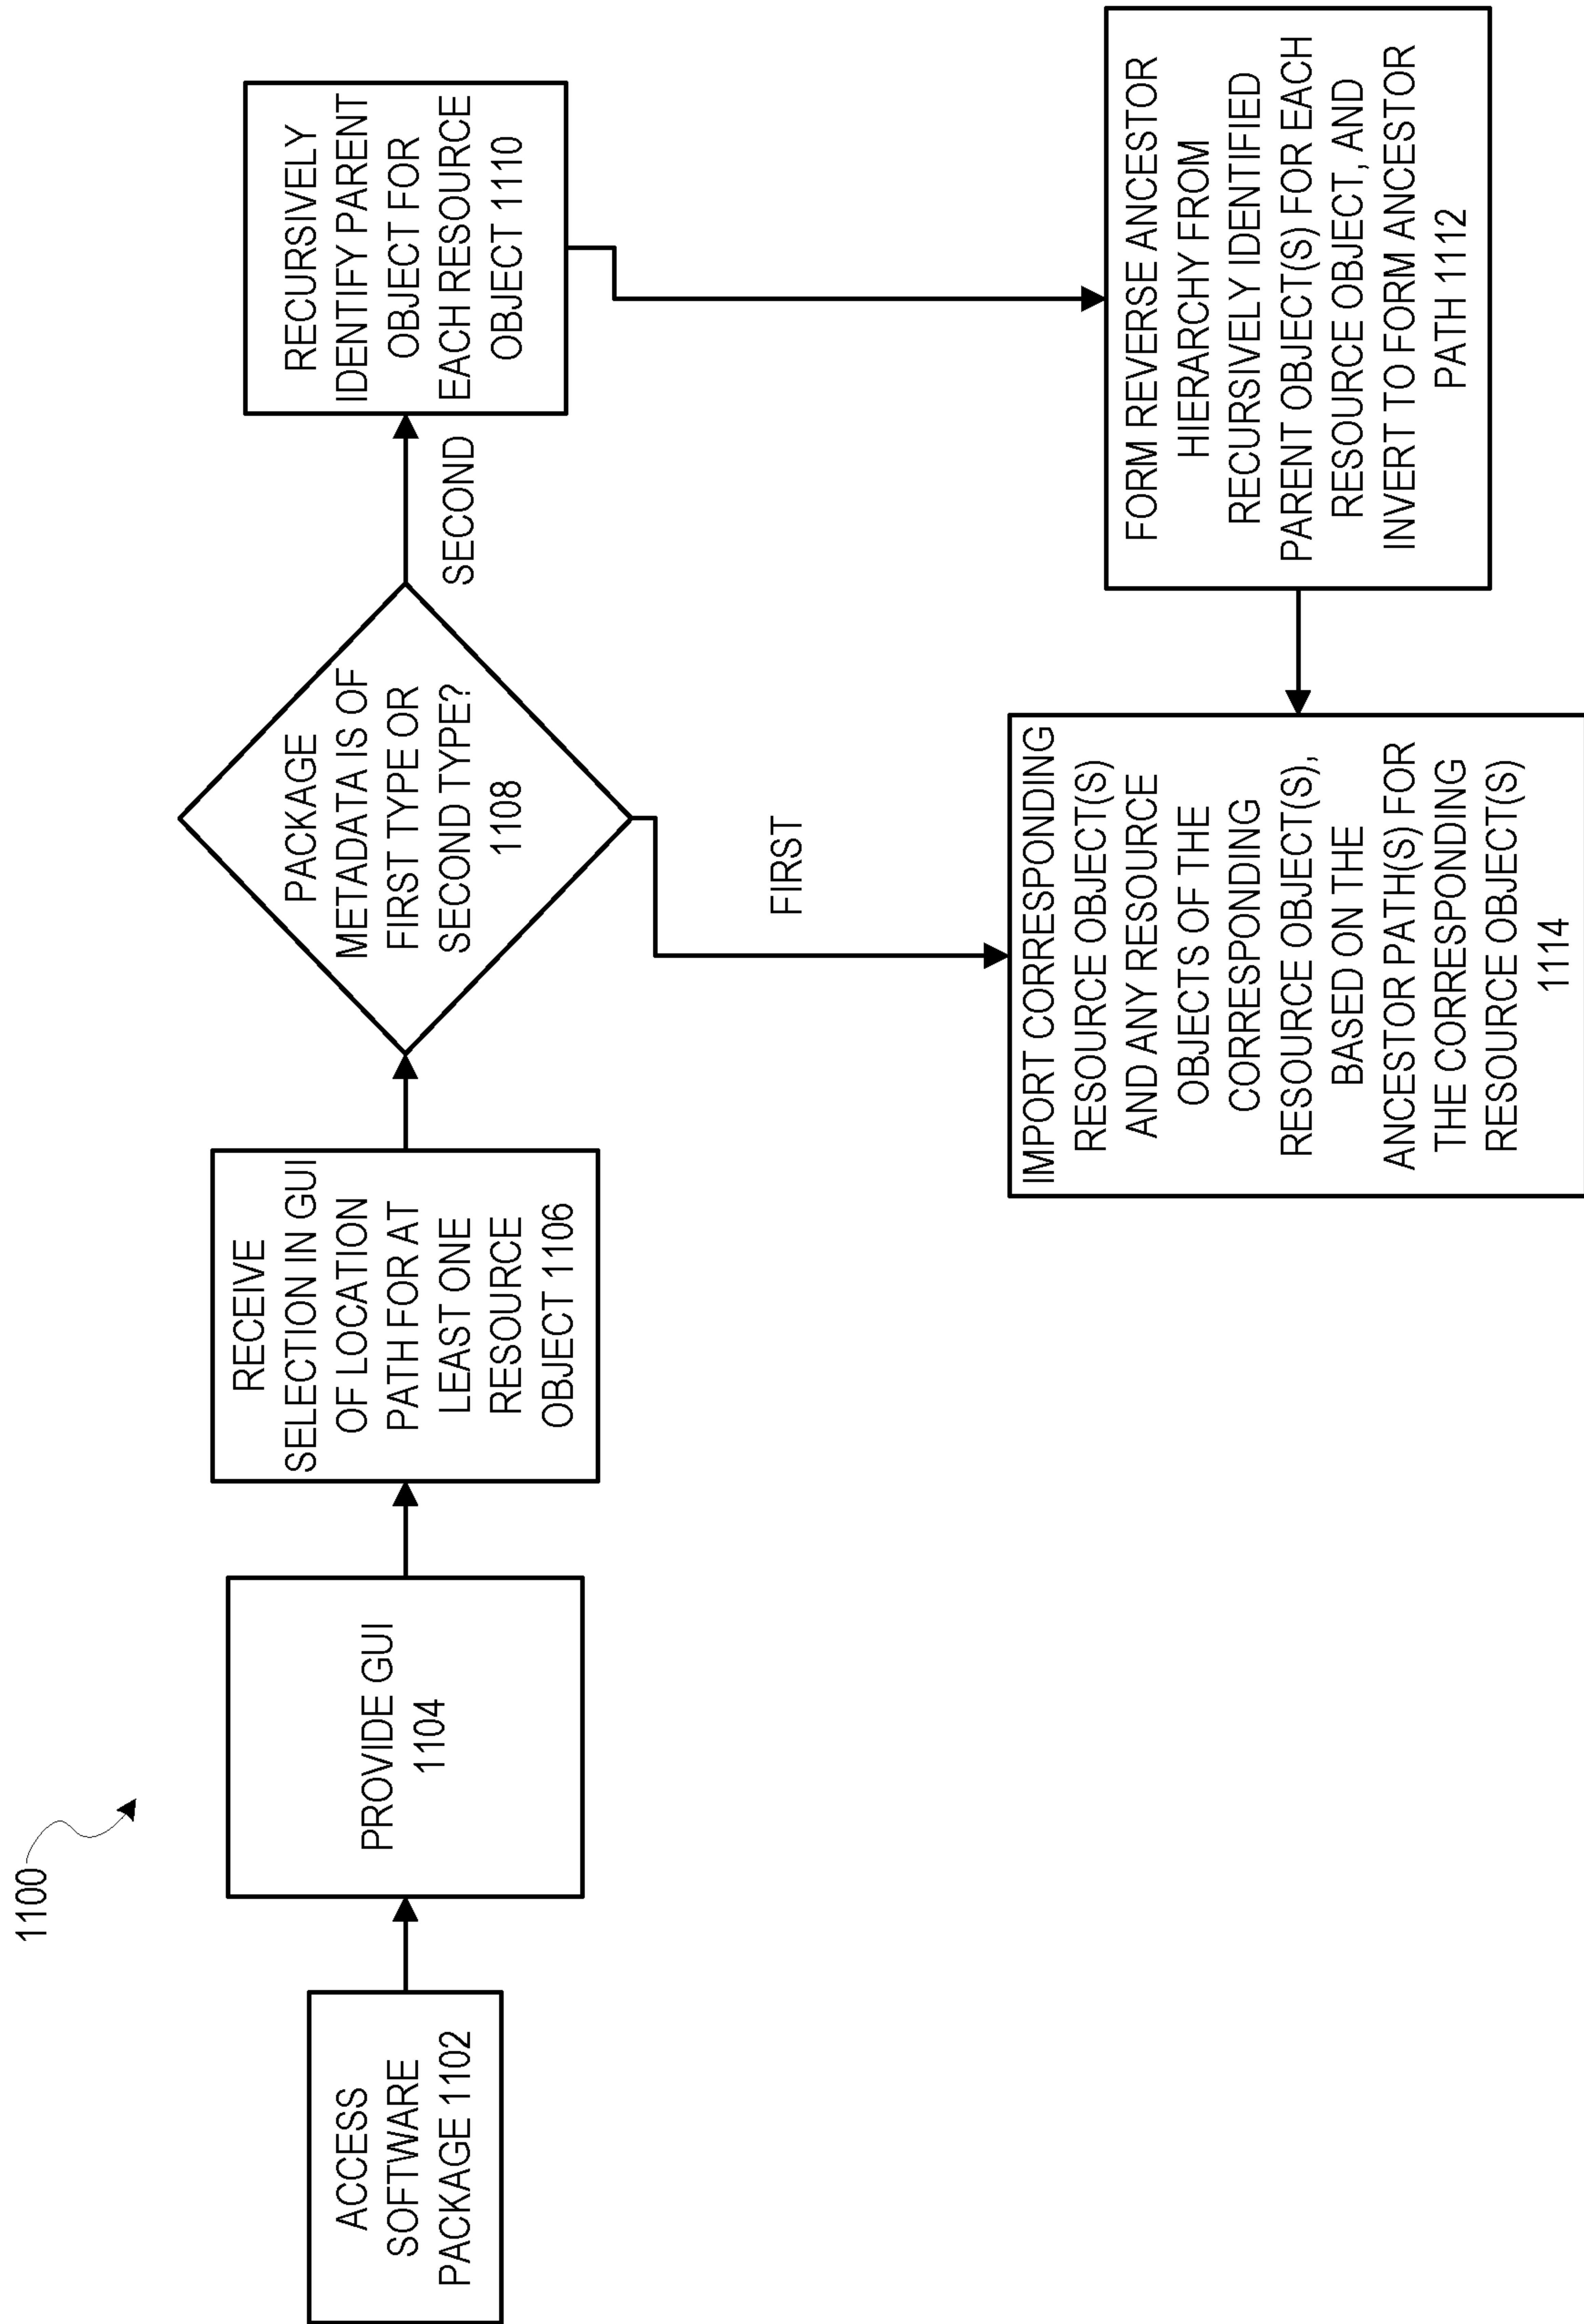 1100
ACCESS
SOFTWARE
PACKAGE 1102
PROVIDE GUI
1104
RECEIVE
SELECTION IN GUI
OF LOCATION
PATH FOR AT
LEAST ONE
RESOURCE
OBJECT 1106
PACKAGE
METADATA IS OF
FIRST TYPE OR
SECOND TYPE?
1108
SECOND
RECURSIVELY
IDENTIFY PARENT
OBJECT FOR
EACH RESOURCE
OBJECT 1110
FIRST
IMPORT CORRESPONDING
RESOURCE OBJECT(S)
AND ANY RESOURCE
OBJECTS OF THE
CORRESPONDING
RESOURCE OBJECT(S),
BASED ON THE
ANCESTOR PATH(S) FOR
THE CORRESPONDING
RESOURCE OBJECT(S)
1114
FORM REVERSE ANCESTOR
HIERARCHY FROM
RECURSIVELY IDENTIFIED
PARENT OBJECT(S) FOR EACH
RESOURCE OBJECT, AND
INVERT TO FORM ANCESTOR
PATH 1112